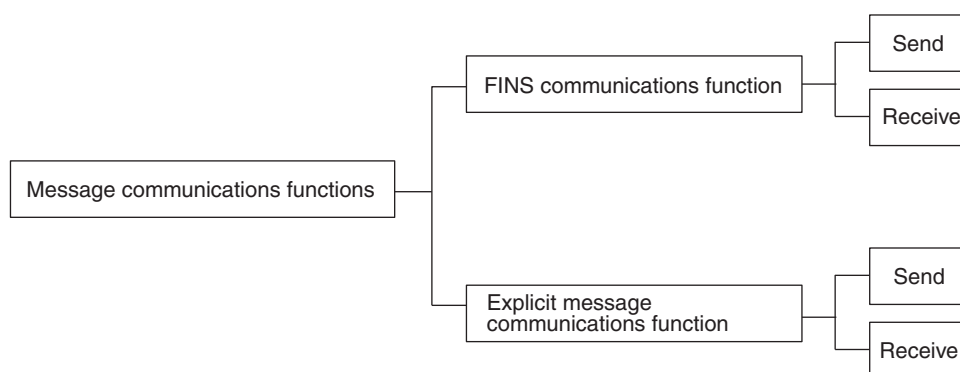 Send
FINS communications function
Receive
Message communications functions
Send
Explicit message
communications function
Receive